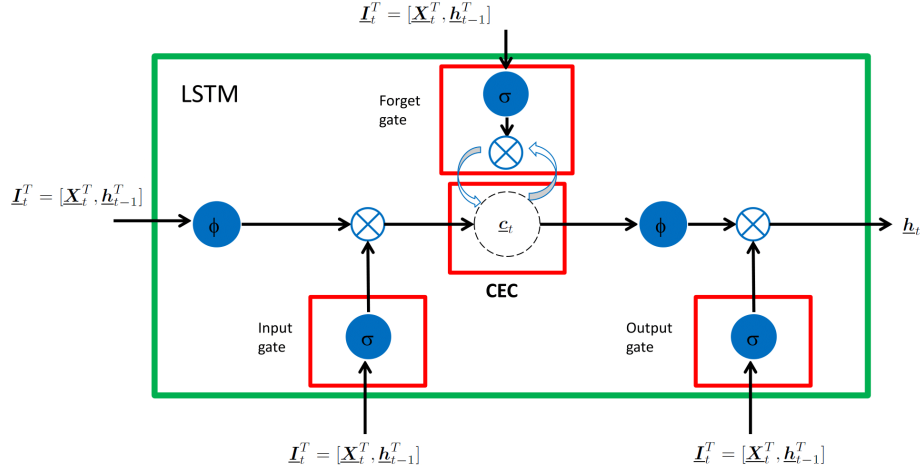 I_t^T = [X_t^T, h_{t-1}^T]
LSTM
Forget
gate
σ
I_t^T = [X_t^T, h_{t-1}^T]
ϕ
c_t
ϕ
h_t
CEC
Input
gate
σ
Output
gate
σ
I_t^T = [X_t^T, h_{t-1}^T]
I_t^T = [X_t^T, h_{t-1}^T]